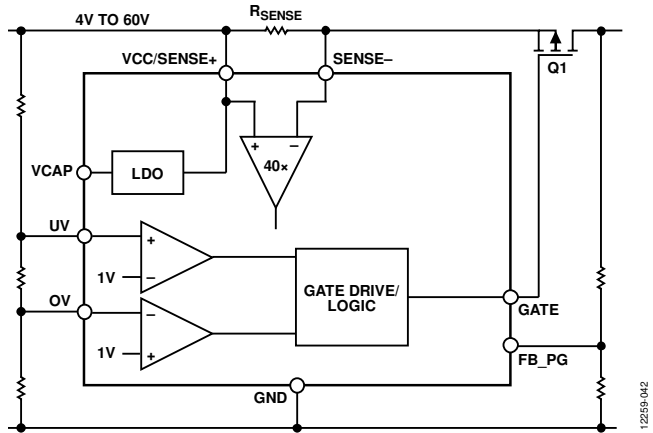 4V TO 60V
RSENSE
VCC/SENSE+
SENSE–
Q1
+
–
40×
VCAP
LDO
UV
+
1V
–
OV
–
1V
+
GATE DRIVE/
LOGIC
GATE
FB_PG
GND
12259-042